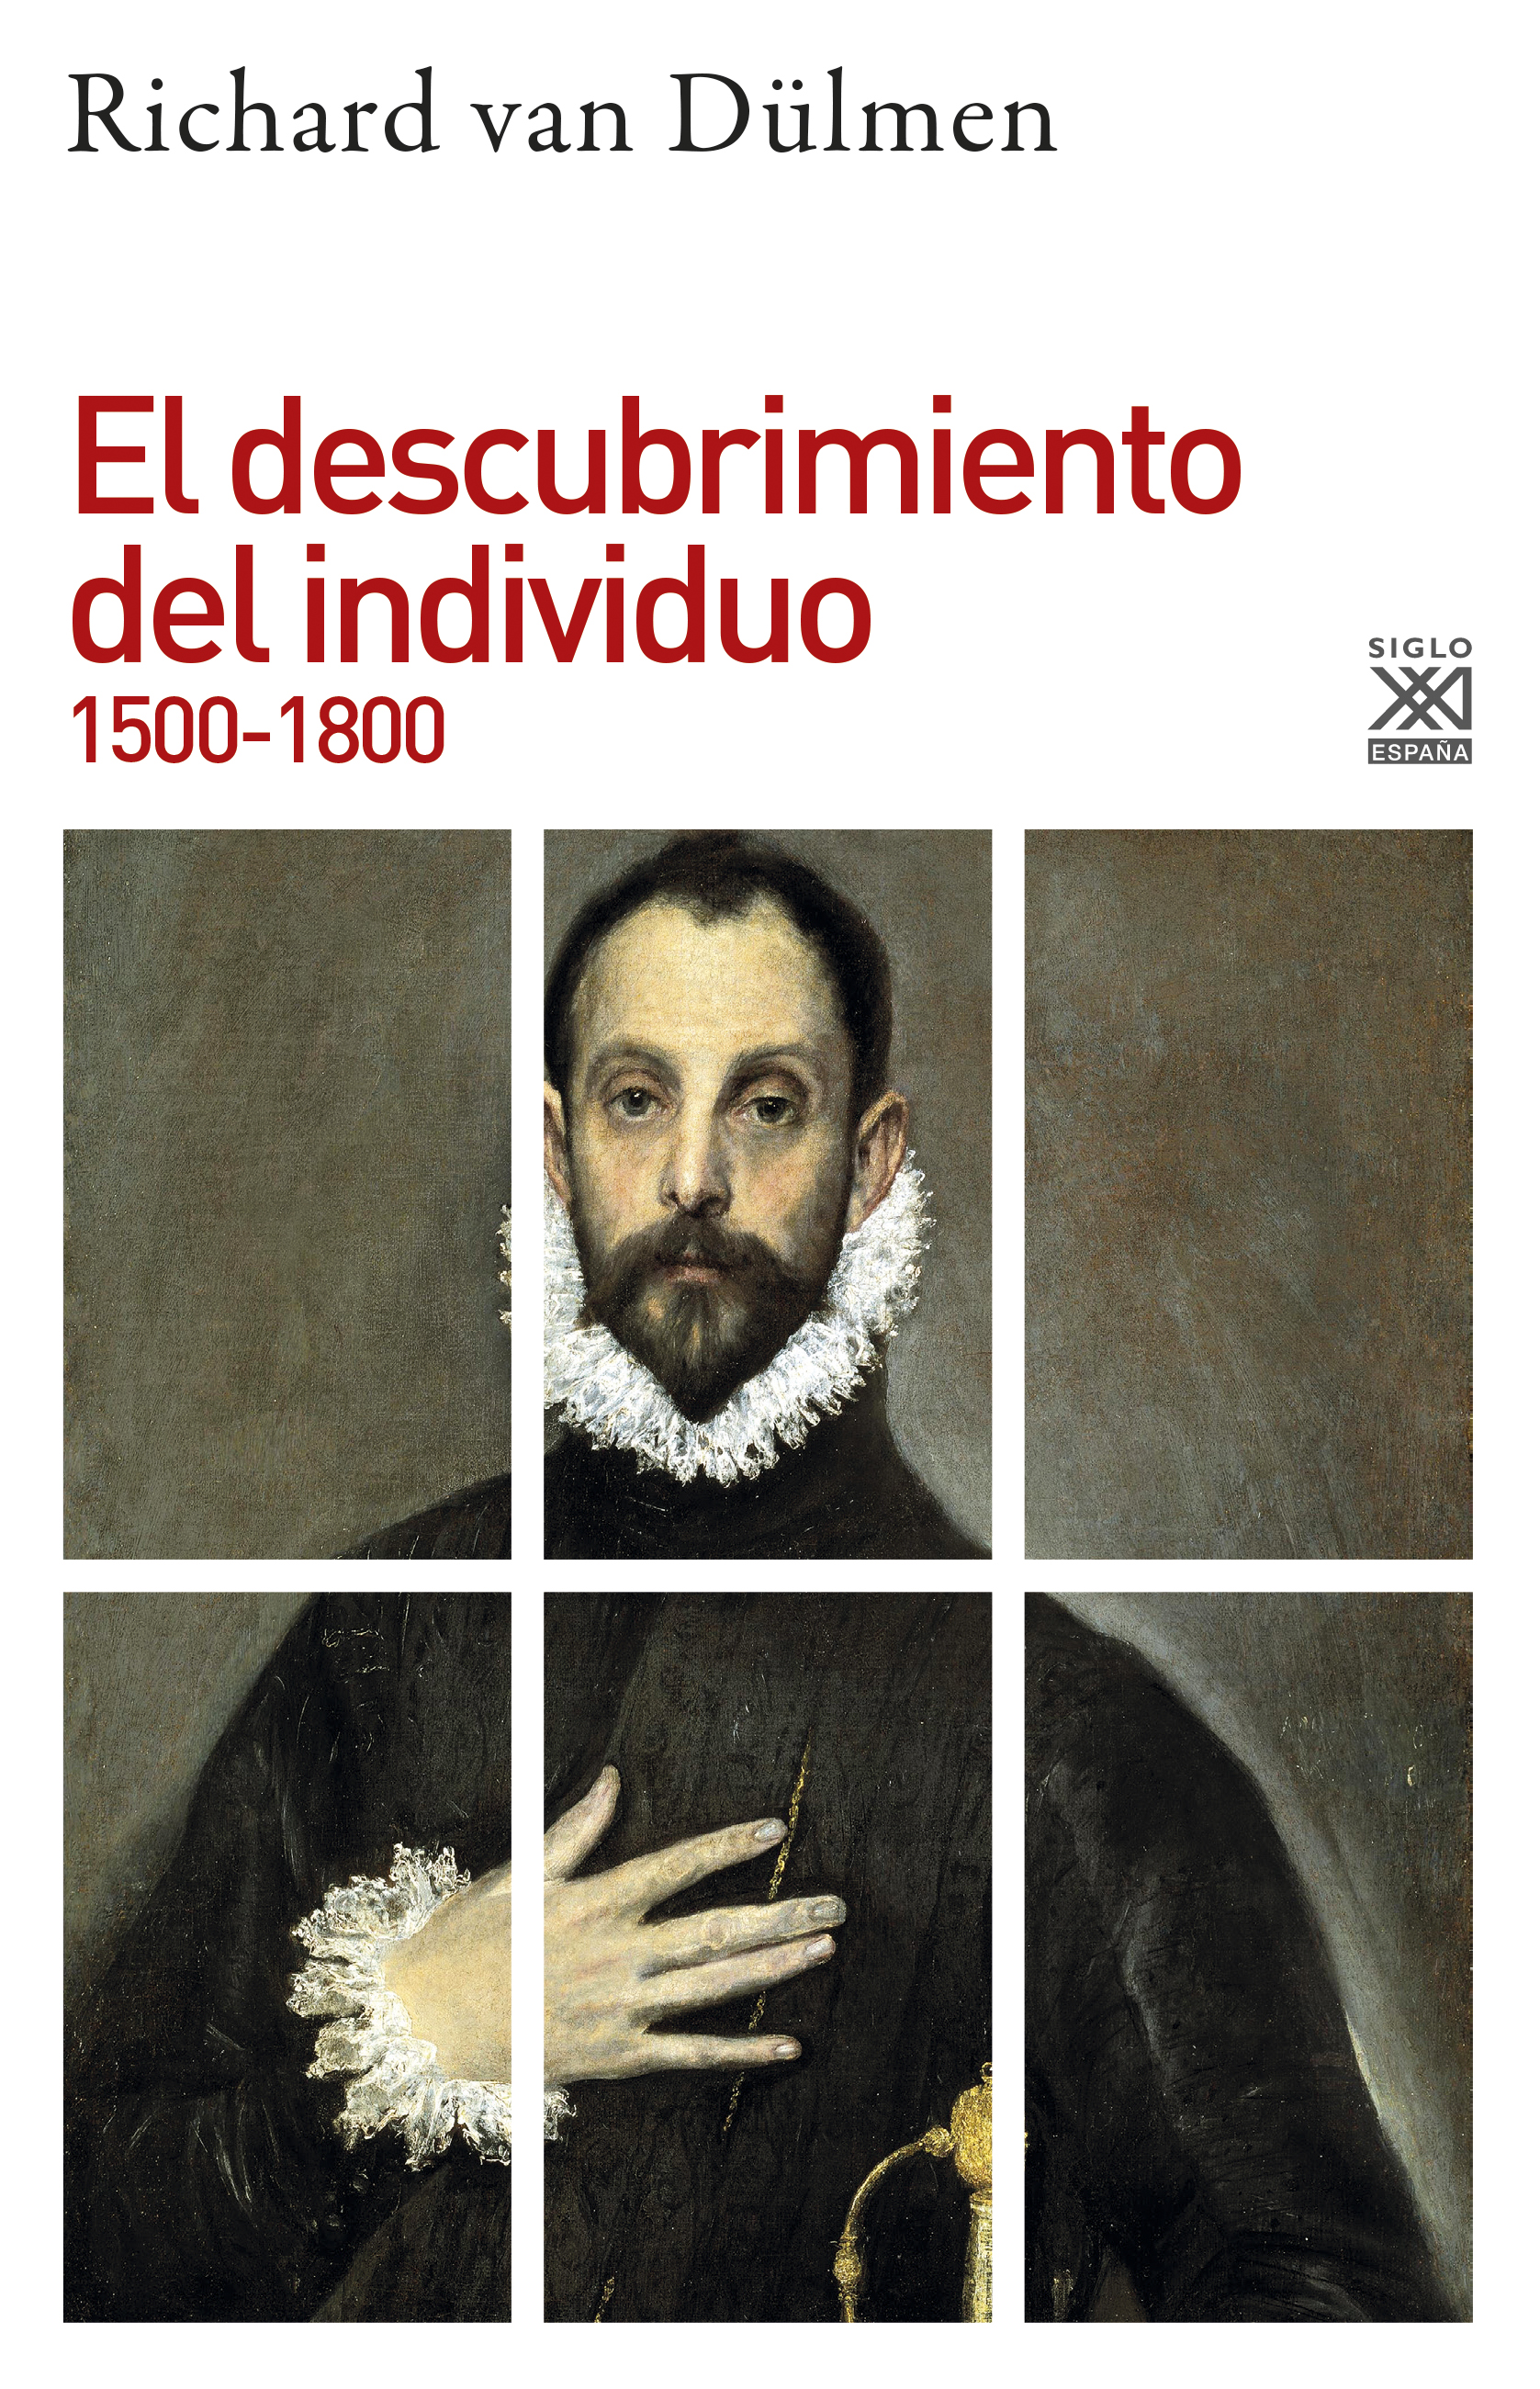 Richard van Dülmen
El descubrimiento
del individuo
1500-1800
SIGLO
XXI
ESPAÑA